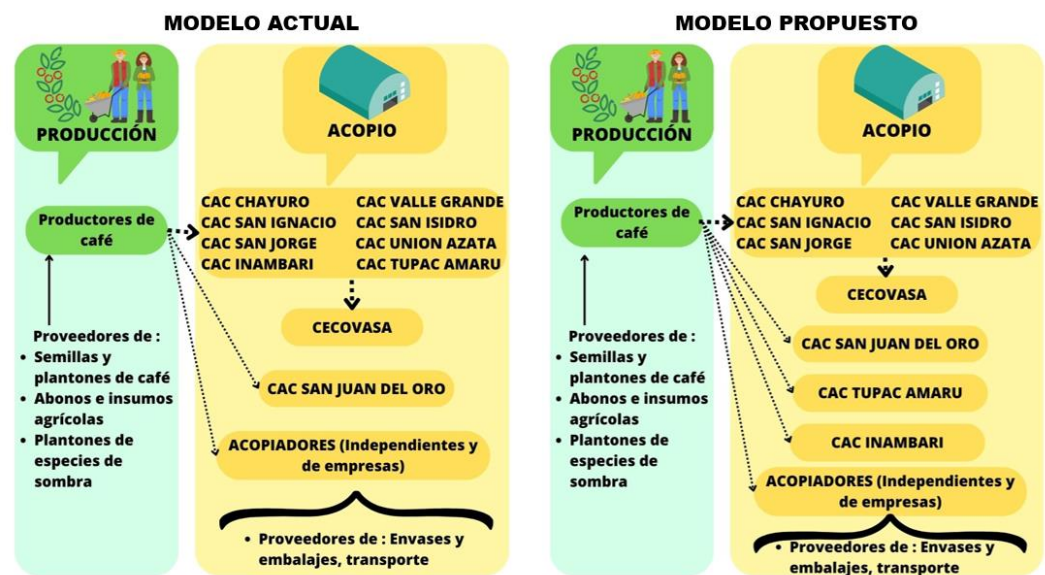 MODELO ACTUAL
PRODUCCIÓN
ACOPIO
Productores de
café
Proveedores de :
• Semillas y
plantones de café
• Abonos e insumos
agrícolas
• Plantones de
especies de
sombra
CAC CHAYURO
CAC SAN IGNACIO
CAC SAN JORGE
CAC INAMBARI
CAC VALLE GRANDE
CAC SAN ISIDRO
CAC UNION AZATA
CAC TUPAC AMARU
CECOVASA
CAC SAN JUAN DEL ORO
ACOPIADORES (Independientes y
de empresas)
• Proveedores de : Envases y
embalajes, transporte
MODELO PROPUESTO
PRODUCCIÓN
ACOPIO
Productores de
café
Proveedores de :
• Semillas y
plantones de café
• Abonos e insumos
agrícolas
• Plantones de
especies de
sombra
CAC CHAYURO
CAC SAN IGNACIO
CAC SAN JORGE
CAC VALLE GRANDE
CAC SAN ISIDRO
CAC UNION AZATA
CECOVASA
CAC SAN JUAN DEL ORO
CAC TUPAC AMARU
CAC INAMBARI
ACOPIADORES (Independientes y
de empresas)
• Proveedores de : Envases y
embalajes, transporte